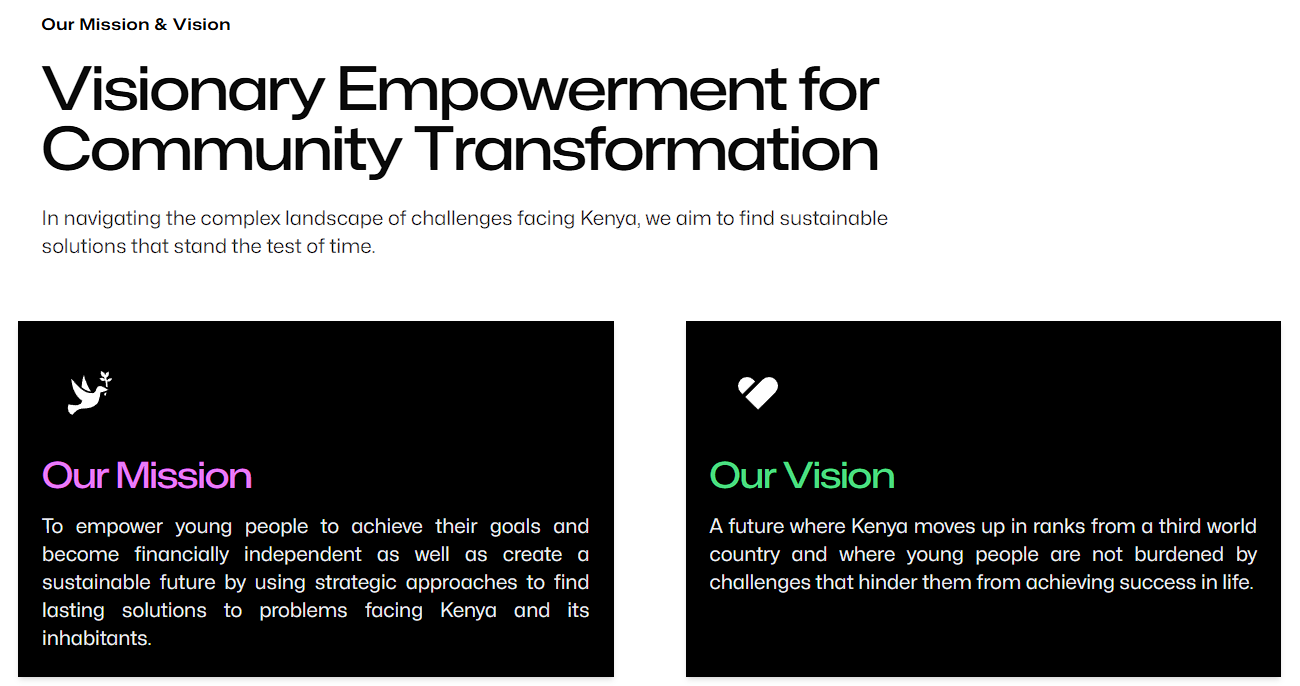 Our Mission & Vision
Visionary Empowerment for
Community Transformation
In navigating the complex landscape of challenges facing Kenya, we aim to find sustainable
solutions that stand the test of time.
Our Mission
To empower young people to achieve their goals and
become financially independent as well as create a
sustainable future by using strategic approaches to find
lasting solutions to problems facing Kenya and its
inhabitants.
Our Vision
A future where Kenya moves up in ranks from a third world
country and where young people are not burdened by
challenges that hinder them from achieving success in life.